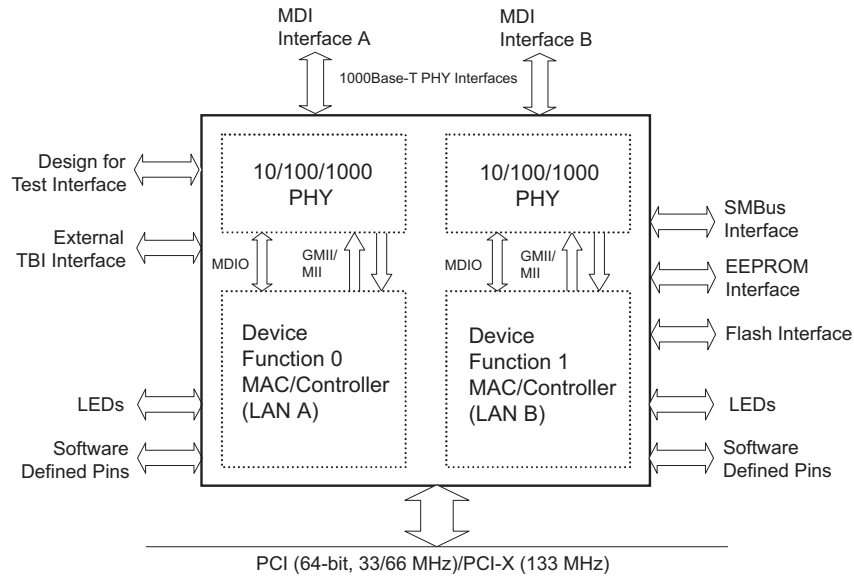 MDI
Interface A
MDI
Interface B
1000Base-T PHY Interfaces
Design for
Test Interface
External
TBI Interface
LEDs
Software
Defined Pins
10/100/1000
PHY
MDIO
GMII/
MII
Device
Function 0
MAC/Controller
(LAN A)
10/100/1000
PHY
MDIO
GMII/
MII
Device
Function 1
MAC/Controller
(LAN B)
SMBus
Interface
EEPROM
Interface
Flash Interface
LEDs
Software
Defined Pins
PCI (64-bit, 33/66 MHz)/PCI-X (133 MHz)